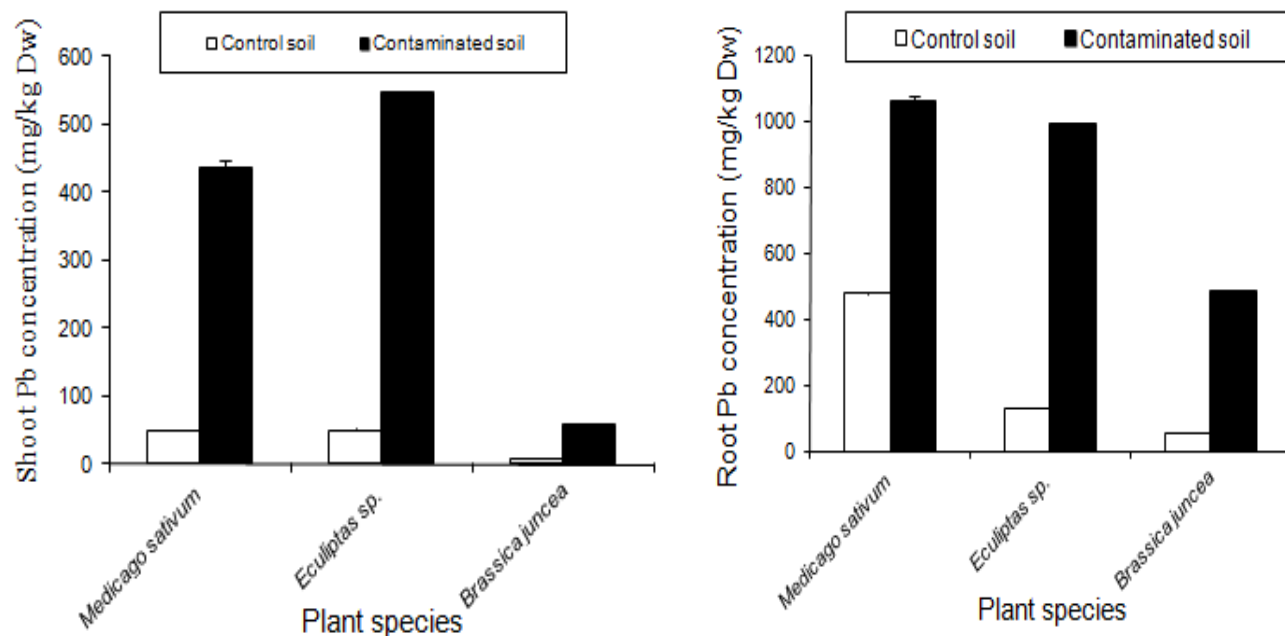 Control soil Contaminated soil
Shoot Pb concentration (mg/kg Dw)
600
500
400
300
200
100
0
Medicago sativum
Eculiptas sp.
Brassica juncea
Plant species
Control soil Contaminated soil
Root Pb concentration (mg/kg Dw)
1200
1000
800
600
400
200
0
Medicago sativum
Eculiptas sp.
Brassica juncea
Plant species